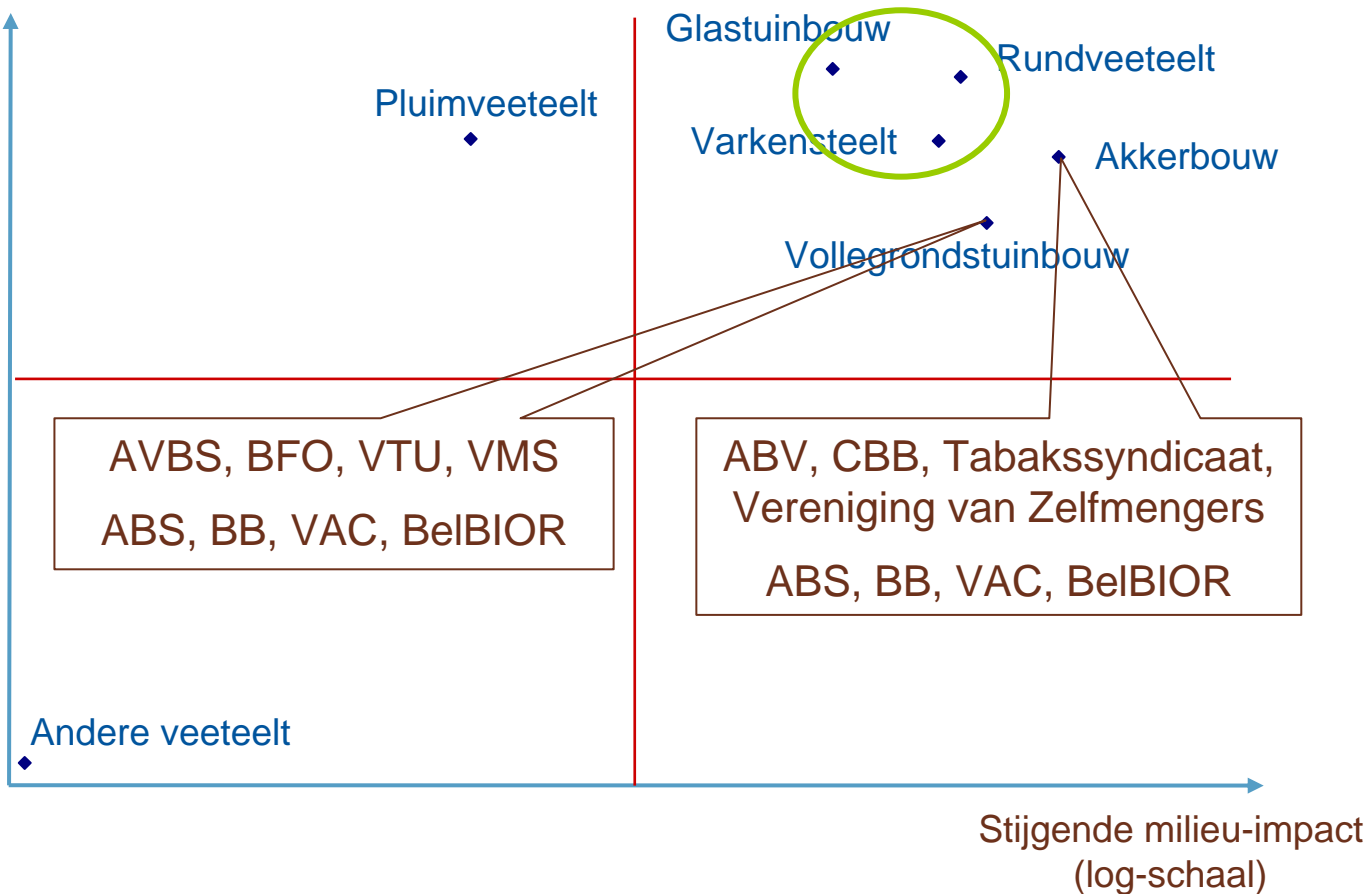 Glastuinbouw
Rundveeteelt
Pluimveeteelt
Varkensteelt
Akkerbouw
Vollegrondstuinbouw
AVBS, BFO, VTU, VMS
ABS, BB, VAC, BelBIOR
ABV, CBB, Tabakssyndicaat,
Vereniging van Zelfmengers
ABS, BB, VAC, BelBIOR
Andere veeteelt
Stijgende milieu-impact
(log-schaal)